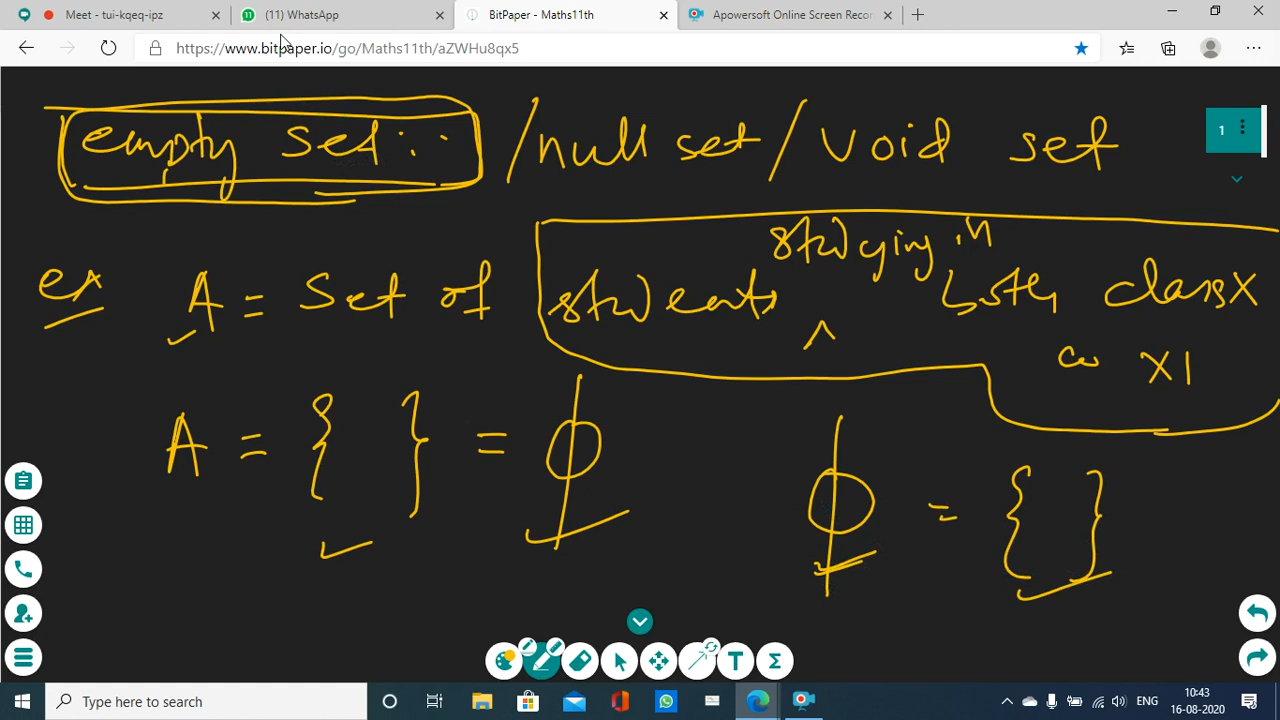 Meet - tui-kqeq-ipz
(11) WhatsApp
BitPaper - Maths11th
Apowersoft Online Screen Recor
https://www.bitpaper.io/go/Maths11th/aZWHu8qx5
empty set:- /null set/void set
1
studying in
ex A = Set of students ^ both class X
XI
A = { } = ϕ
ϕ = { }
T Σ
Type here to search
ENG
10:43
16-08-2020